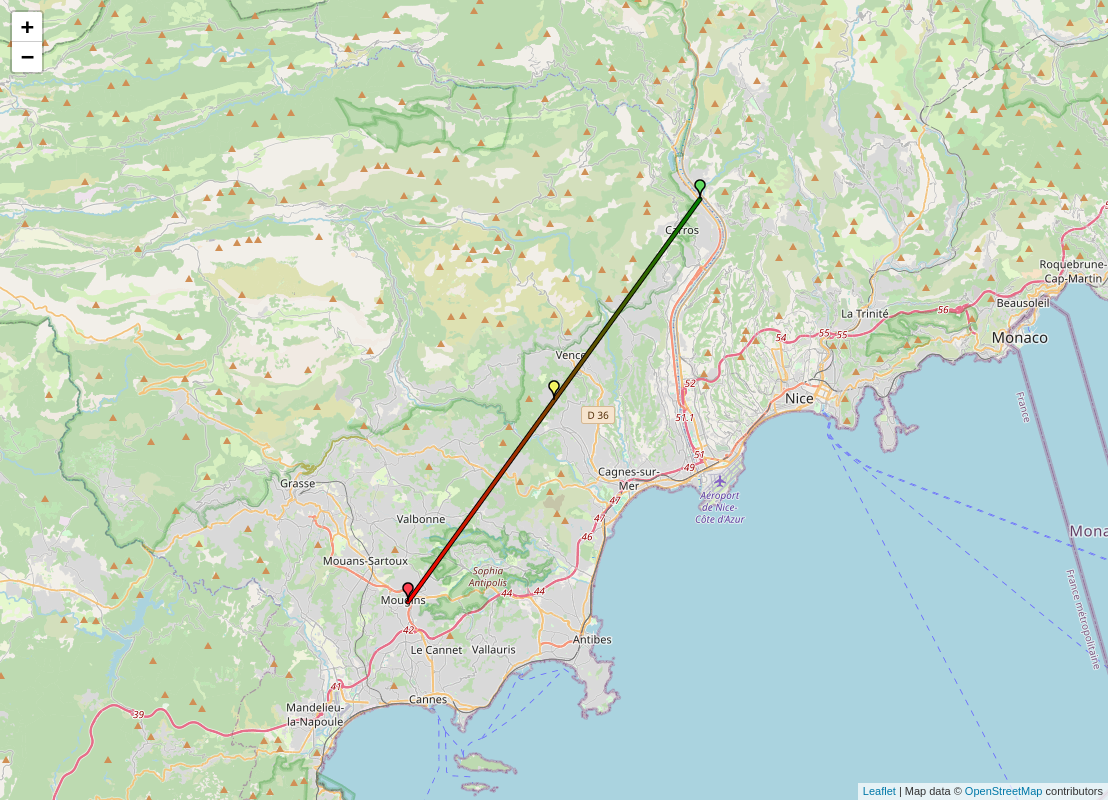 +
−
Carros
Roquebrune-
Cap-Martin
Beausoleil
La Trinité
56
55
55
54
Monaco
Vence
52
Nice
France
D 36
51.1
51
49
Cagnes-sur-
Mer
Grasse
47
Aéroport
de Nice-
Côte d'Azur
Valbonne
47
46
Mona
Mouans-Sartoux
Sophia
Antipolis
44
44
Mougins
France métropolitaine
42
Antibes
Le Cannet
Vallauris
41
Cannes
Mandelieu-
la-Napoule
39
Leaflet | Map data © OpenStreetMap contributors